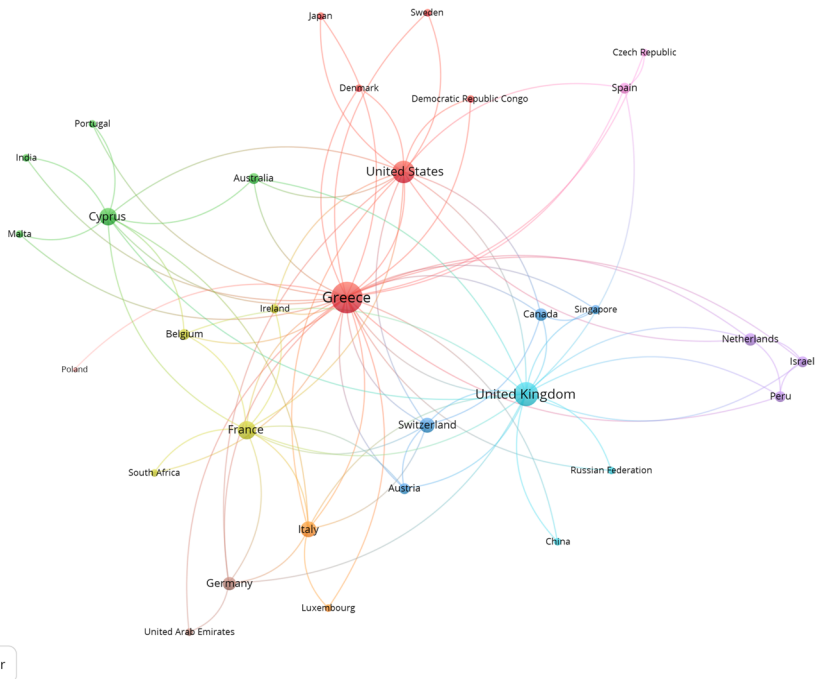 Japan
Sweden
Czech Republic
Denmark
Spain
Democratic Republic Congo
Portugal
India
United States
Australia
Cyprus
Malta
Greece
Ireland
Canada
Singapore
Belgium
Netherlands
Israel
Poland
United Kingdom
Peru
Switzerland
France
South Africa
Russian Federation
Austria
Italy
China
Germany
Luxembourg
United Arab Emirates
r